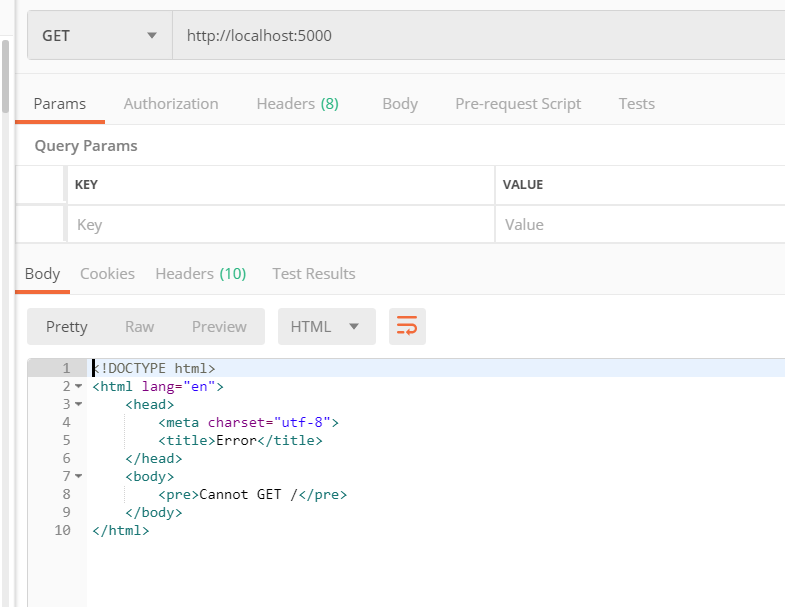 GET http://localhost:5000
Params Authorization Headers (8) Body Pre-request Script Tests
Query Params
KEY VALUE
Key Value
Body Cookies Headers (10) Test Results
Pretty Raw Preview HTML
1 <!DOCTYPE html>
2 <html lang="en">
3 <head>
4 <meta charset="utf-8">
5 <title>Error</title>
6 </head>
7 <body>
8 <pre>Cannot GET /</pre>
9 </body>
10 </html>